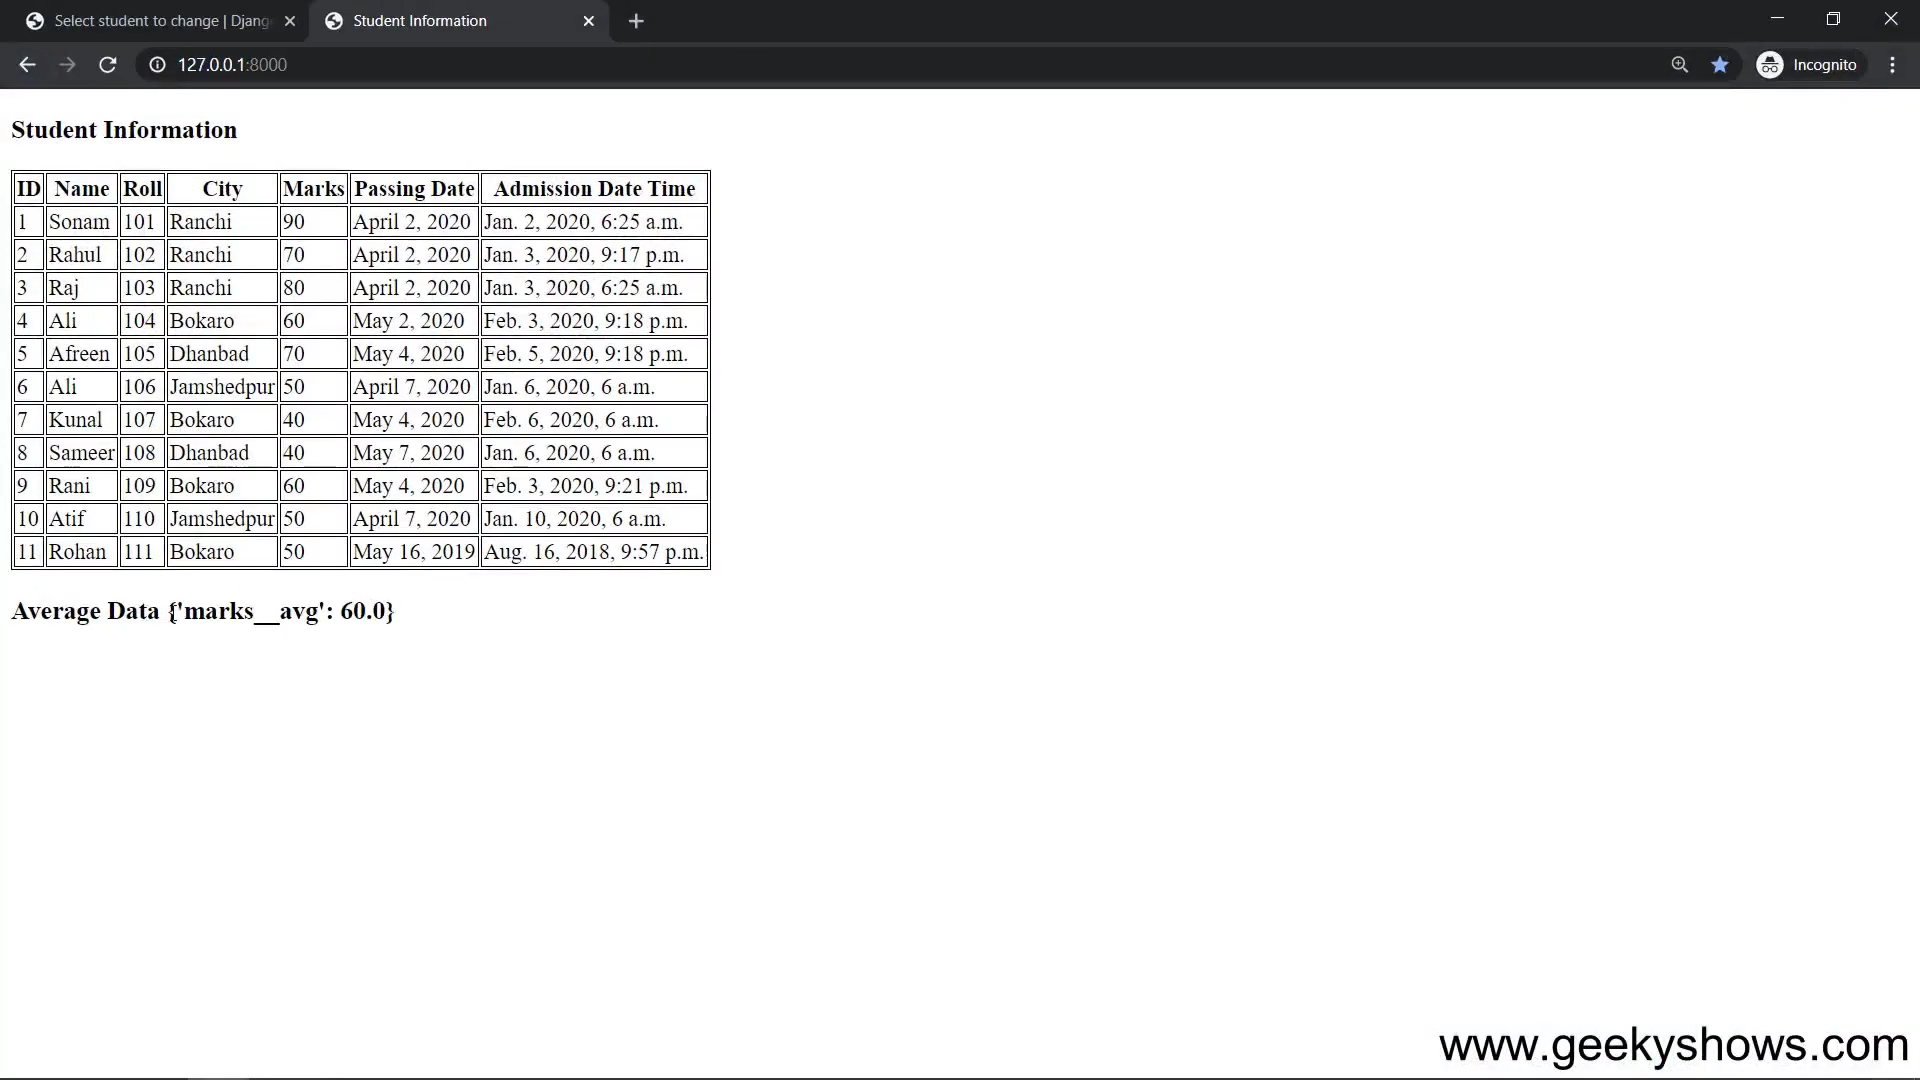 Select student to change | Djang
Student Information
127.0.0.1:8000
Incognito
Student Information
ID Name Roll City Marks Passing Date Admission Date Time
1 Sonam 101 Ranchi 90 April 2, 2020 Jan. 2, 2020, 6:25 a.m.
2 Rahul 102 Ranchi 70 April 2, 2020 Jan. 3, 2020, 9:17 p.m.
3 Raj 103 Ranchi 80 April 2, 2020 Jan. 3, 2020, 6:25 a.m.
4 Ali 104 Bokaro 60 May 2, 2020 Feb. 3, 2020, 9:18 p.m.
5 Afreen 105 Dhanbad 70 May 4, 2020 Feb. 5, 2020, 9:18 p.m.
6 Ali 106 Jamshedpur 50 April 7, 2020 Jan. 6, 2020, 6 a.m.
7 Kunal 107 Bokaro 40 May 4, 2020 Feb. 6, 2020, 6 a.m.
8 Sameer 108 Dhanbad 40 May 7, 2020 Jan. 6, 2020, 6 a.m.
9 Rani 109 Bokaro 60 May 4, 2020 Feb. 3, 2020, 9:21 p.m.
10 Atif 110 Jamshedpur 50 April 7, 2020 Jan. 10, 2020, 6 a.m.
11 Rohan 111 Bokaro 50 May 16, 2019 Aug. 16, 2018, 9:57 p.m.
Average Data {'marks__avg': 60.0}
www.geekyshows.com